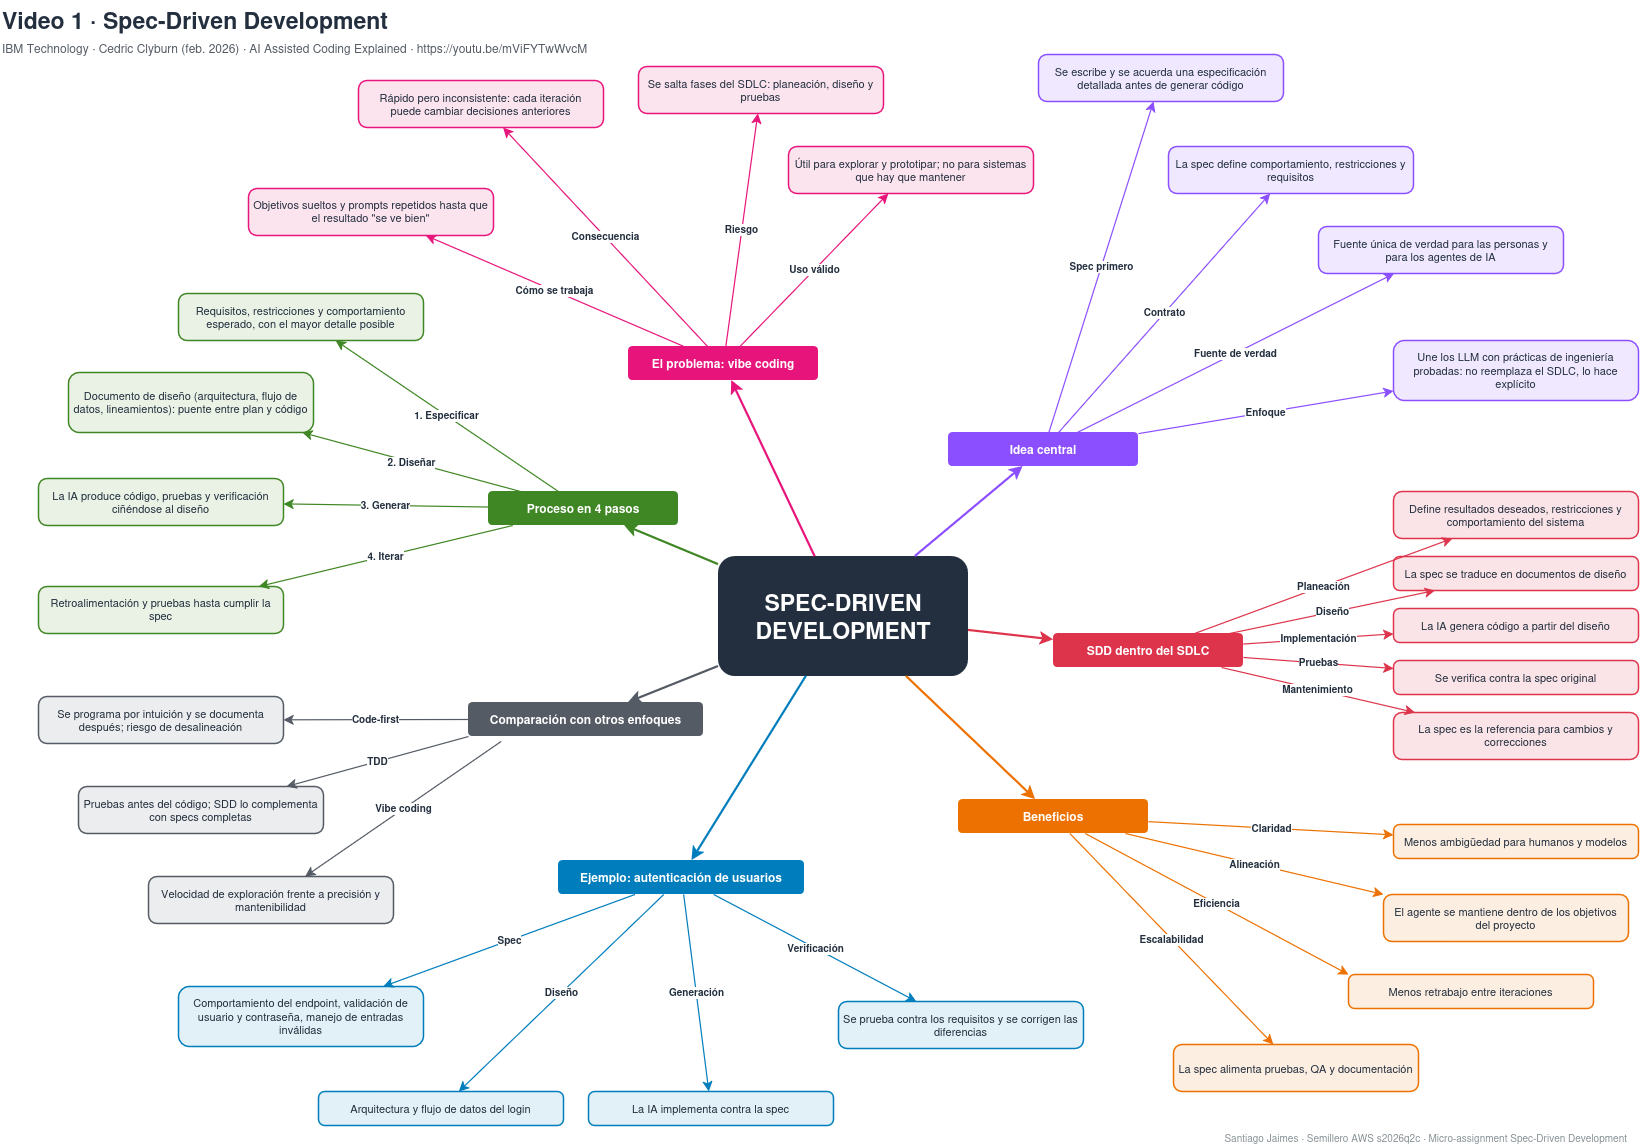 Video 1 · Spec-Driven Development
IBM Technology · Cedric Clyburn (feb. 2026) · AI Assisted Coding Explained · https://youtu.be/mViFYTwWvcM
Se escribe y se acuerda una especificación
detallada antes de generar código
Se salta fases del SDLC: planeación, diseño y
pruebas
Rápido pero inconsistente: cada iteración
puede cambiar decisiones anteriores
Útil para explorar y prototipar; no para sistemas
que hay que mantener
La spec define comportamiento, restricciones y
requisitos
Objetivos sueltos y prompts repetidos hasta que
el resultado "se ve bien"
Fuente única de verdad para las personas y
para los agentes de IA
Consecuencia
Riesgo
Uso válido
Cómo se trabaja
Spec primero
Contrato
Fuente de verdad
Enfoque
Requisitos, restricciones y comportamiento
esperado, con el mayor detalle posible
El problema: vibe coding
Une los LLM con prácticas de ingeniería
probadas: no reemplaza el SDLC, lo hace
explícito
Documento de diseño (arquitectura, flujo de
datos, lineamientos): puente entre plan y código
1. Especificar
2. Diseñar
3. Generar
4. Iterar
Idea central
La IA produce código, pruebas y verificación
ciñéndose al diseño
Proceso en 4 pasos
Retroalimentación y pruebas hasta cumplir la
spec
SPEC-DRIVEN
DEVELOPMENT
Define resultados deseados, restricciones y
comportamiento del sistema
La spec se traduce en documentos de diseño
Planeación
Diseño
Implementación
Pruebas
Mantenimiento
La IA genera código a partir del diseño
SDD dentro del SDLC
Se verifica contra la spec original
La spec es la referencia para cambios y
correcciones
Se programa por intuición y se documenta
después; riesgo de desalineación
Code-first
Comparación con otros enfoques
TDD
Pruebas antes del código; SDD lo complementa
con specs completas
Vibe coding
Velocidad de exploración frente a precisión y
mantenibilidad
Beneficios
Claridad
Menos ambigüedad para humanos y modelos
Alineación
El agente se mantiene dentro de los objetivos
del proyecto
Eficiencia
Menos retrabajo entre iteraciones
Escalabilidad
La spec alimenta pruebas, QA y documentación
Ejemplo: autenticación de usuarios
Spec
Diseño
Generación
Verificación
Comportamiento del endpoint, validación de
usuario y contraseña, manejo de entradas
inválidas
Se prueba contra los requisitos y se corrigen las
diferencias
Arquitectura y flujo de datos del login
La IA implementa contra la spec
Santiago Jaimes · Semillero AWS s2026q2c · Micro-assignment Spec-Driven Development